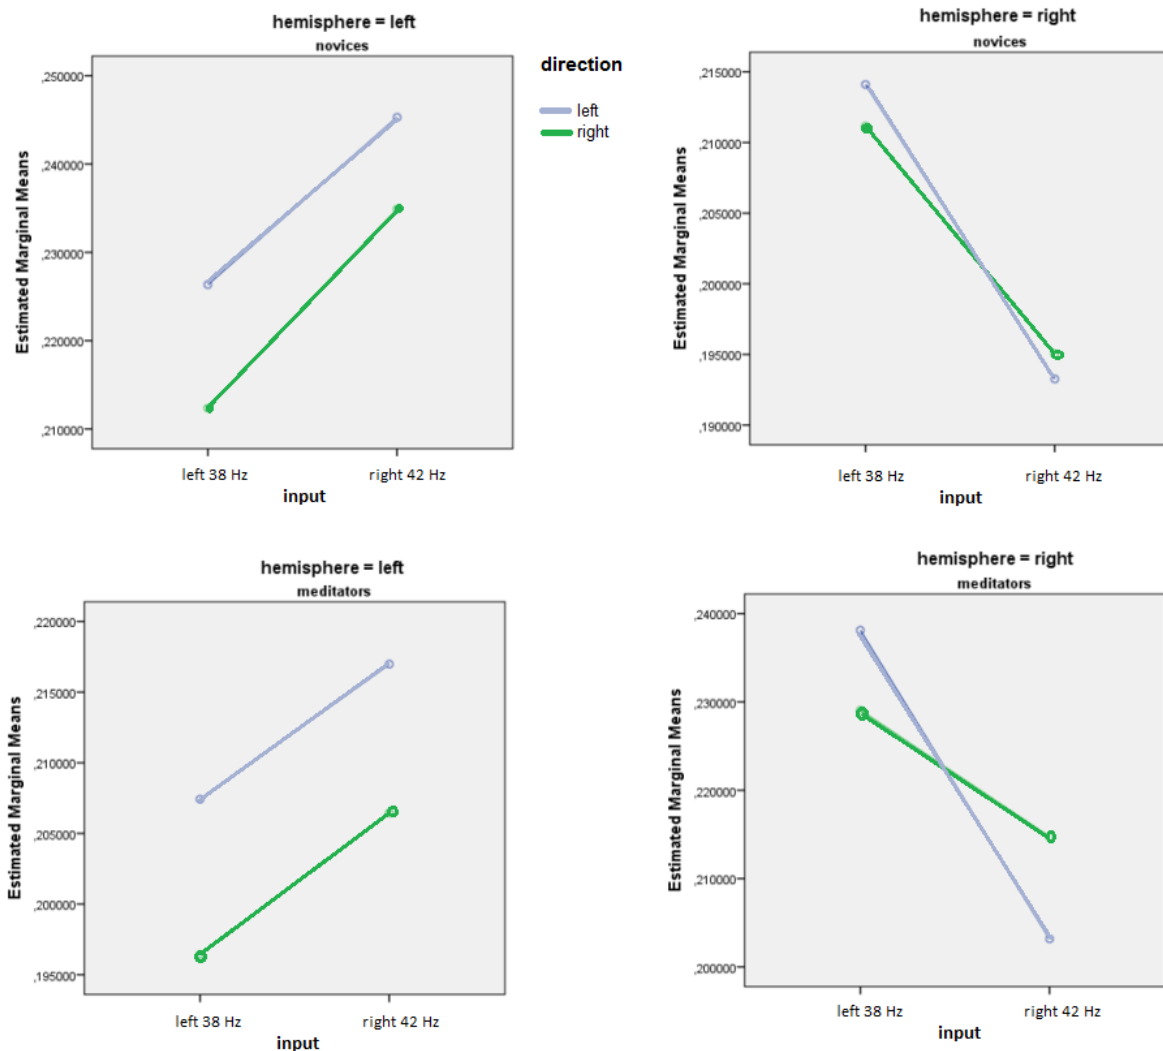 hemisphere = left
novices
Estimated Marginal Means
,250000
,240000
,230000
,220000
,210000
left 38 Hz
right 42 Hz
input
direction
left
right
hemisphere = right
novices
Estimated Marginal Means
,215000
,210000
,205000
,200000
,195000
,190000
left 38 Hz
right 42 Hz
input
hemisphere = left
meditators
Estimated Marginal Means
,220000
,215000
,210000
,205000
,200000
,195000
left 38 Hz
right 42 Hz
input
hemisphere = right
meditators
Estimated Marginal Means
,240000
,230000
,220000
,210000
,200000
left 38 Hz
right 42 Hz
input